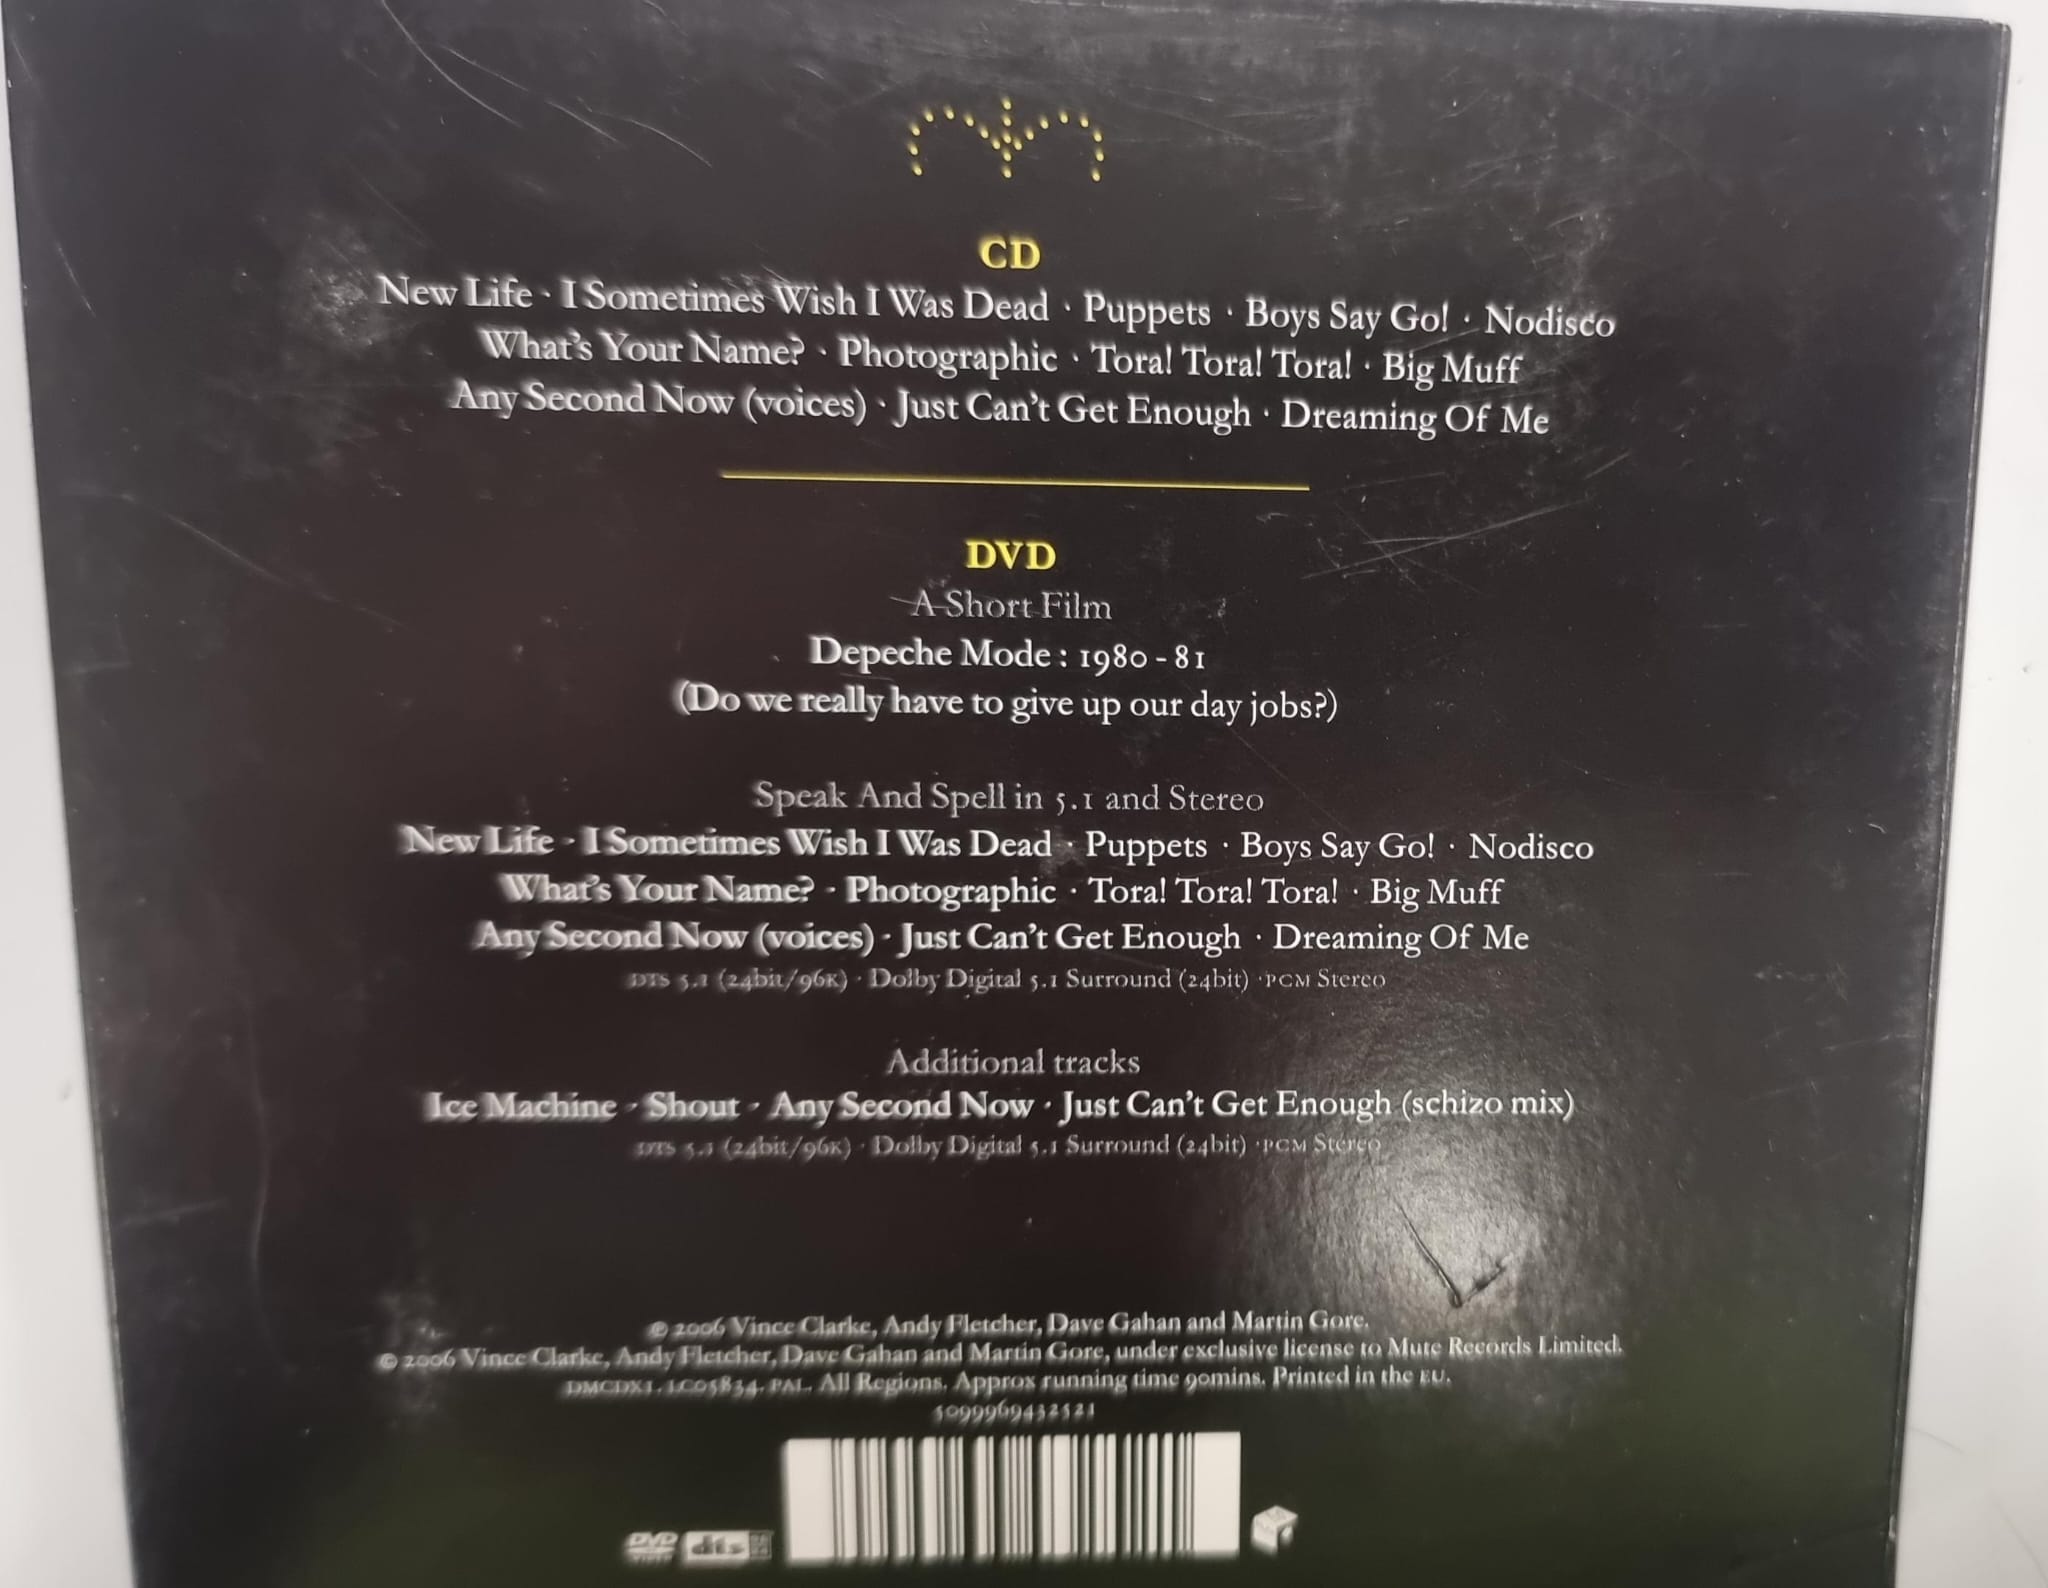 CD
New Life · I Sometimes Wish I Was Dead · Puppets · Boys Say Go! · Nodisco
What's Your Name? · Photographic · Tora! Tora! Tora! · Big Muff
Any Second Now (voices) · Just Can't Get Enough · Dreaming Of Me
DVD
A Short Film
Depeche Mode : 1980 - 81
(Do we really have to give up our day jobs?)
Speak And Spell in 5.1 and Stereo
New Life · I Sometimes Wish I Was Dead · Puppets · Boys Say Go! · Nodisco
What's Your Name? · Photographic · Tora! Tora! Tora! · Big Muff
Any Second Now (voices) · Just Can't Get Enough · Dreaming Of Me
DTS 5.1 (24bit/96K) · Dolby Digital 5.1 Surround (24bit) · PCM Stereo
Additional tracks
Ice Machine · Shout · Any Second Now · Just Can't Get Enough (schizo mix)
DTS 5.1 (24bit/96K) · Dolby Digital 5.1 Surround (24bit) · PCM Stereo
℗ 2006 Vince Clarke, Andy Fletcher, Dave Gahan and Martin Gore.
© 2006 Vince Clarke, Andy Fletcher, Dave Gahan and Martin Gore, under exclusive license to Mute Records Limited.
DMCDX1. LC05834. PAL. All Regions. Approx running time 90mins. Printed in the EU.
5099969432521
DVD VIDEO dts